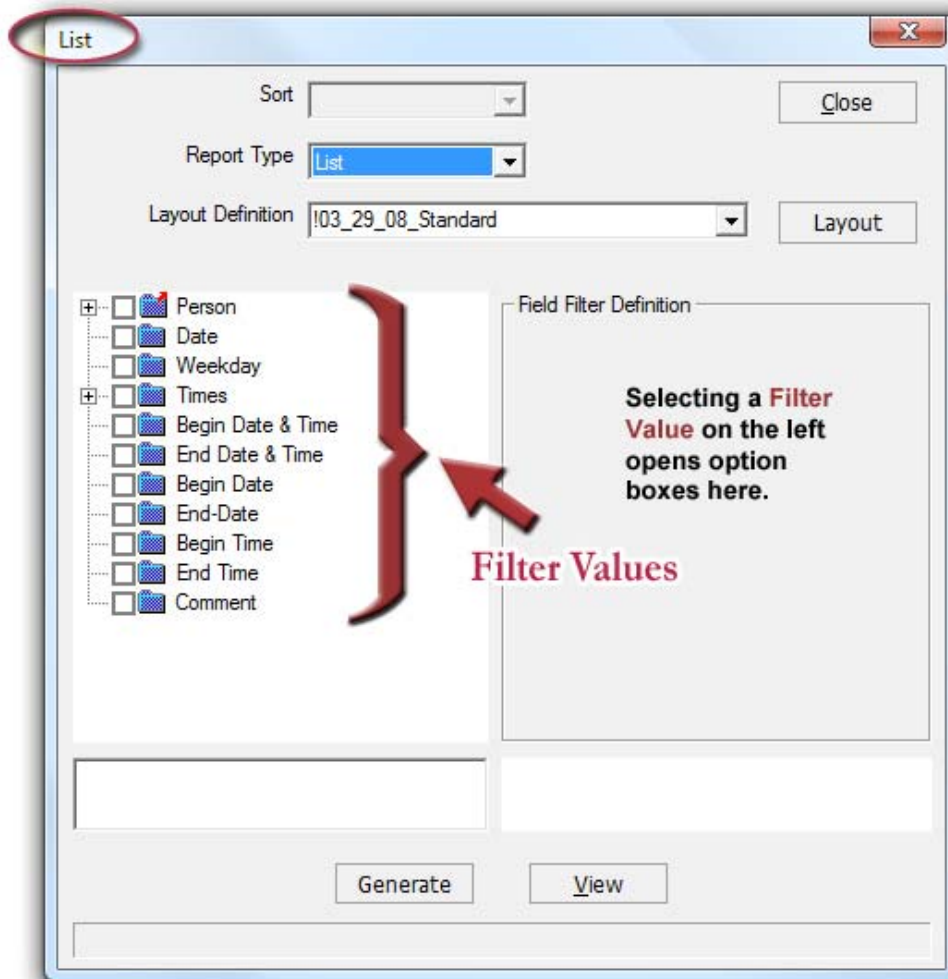 List
Sort
Close
Report Type
List
Layout Definition
!03_29_08_Standard
Layout
Person
Date
Weekday
Times
Begin Date & Time
End Date & Time
Begin Date
End-Date
Begin Time
End Time
Comment
Field Filter Definition
Selecting a Filter
Value on the left
opens option
boxes here.
Filter Values
Generate
View